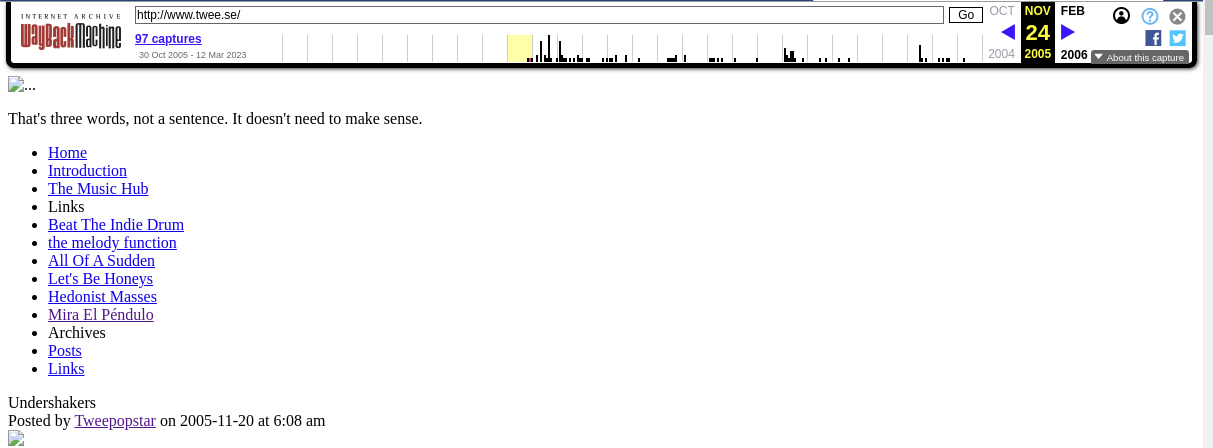 INTERNET ARCHIVE
WayBackMachine
http://www.twee.se/
Go
97 captures
30 Oct 2005 - 12 Mar 2023
OCT NOV FEB
24
2004 2005 2006
About this capture
...
That's three words, not a sentence. It doesn't need to make sense.
Home
Introduction
The Music Hub
Links
Beat The Indie Drum
the melody function
All Of A Sudden
Let's Be Honeys
Hedonist Masses
Mira El Péndulo
Archives
Posts
Links
Undershakers
Posted by Tweepopstar on 2005-11-20 at 6:08 am